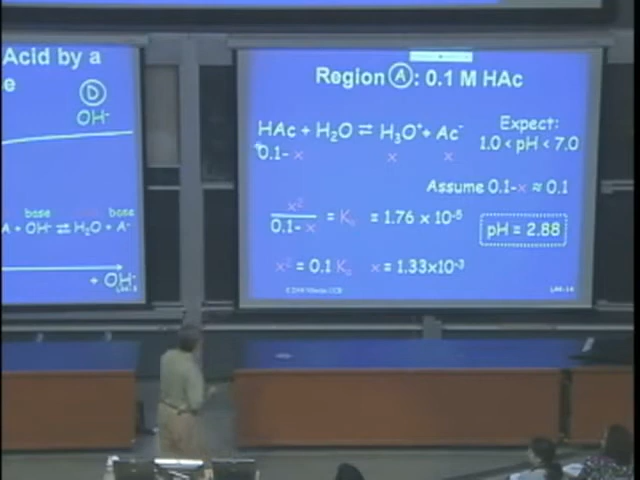 Acid by a
e
D
OH-
base base
A + OH- ⇄ H₂O + A-
+ OH-
Region A: 0.1 M HAc
HAc + H₂O ⇄ H₃O⁺ + Ac⁻
0.1-x x x
Expect:
1.0 < pH < 7.0
Assume 0.1-x ≈ 0.1
x²
0.1-x
= Kₐ = 1.76 x 10⁻⁵
pH = 2.88
x² = 0.1 Kₐ x = 1.33x10⁻³